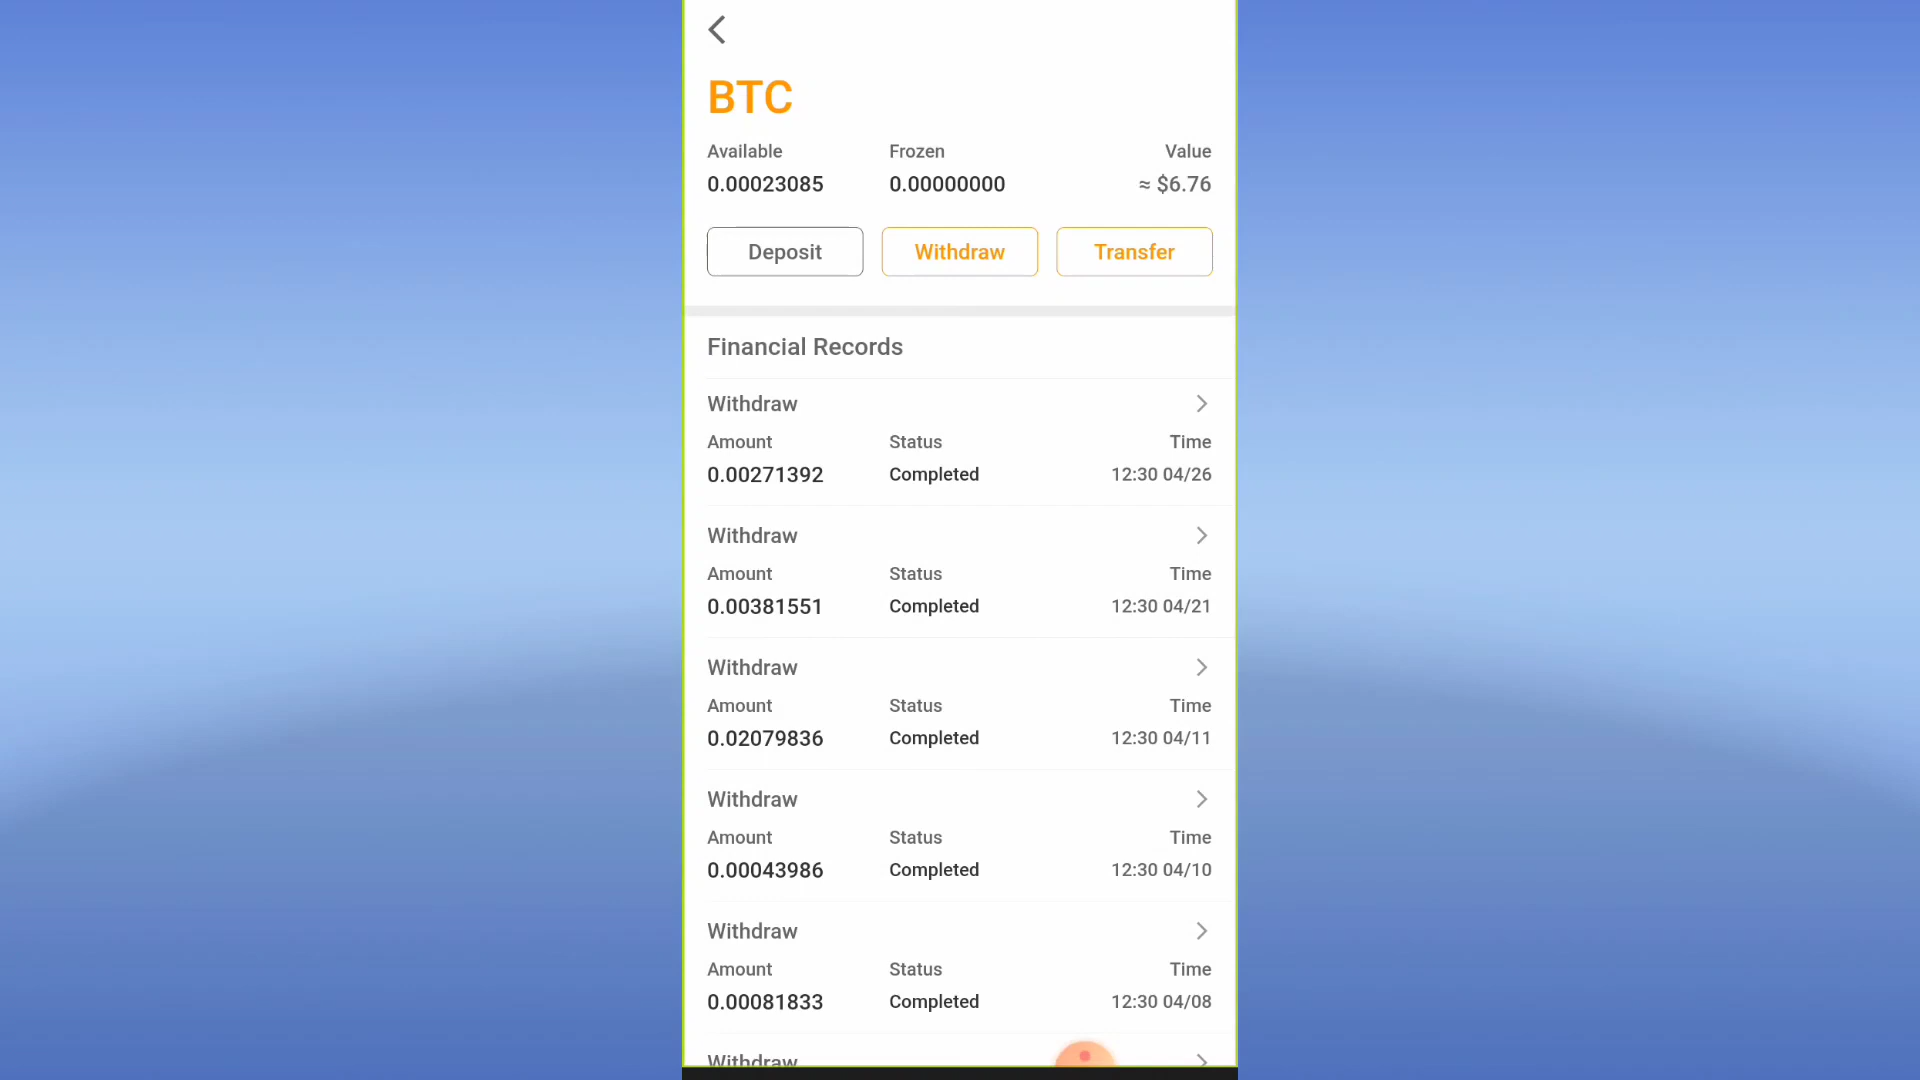 BTC
Available Frozen Value
0.00023085 0.00000000 ≈ $6.76
Deposit Withdraw Transfer
Financial Records
Withdraw
Amount Status Time
0.00271392 Completed 12:30 04/26
Withdraw
Amount Status Time
0.00381551 Completed 12:30 04/21
Withdraw
Amount Status Time
0.02079836 Completed 12:30 04/11
Withdraw
Amount Status Time
0.00043986 Completed 12:30 04/10
Withdraw
Amount Status Time
0.00081833 Completed 12:30 04/08
Withdraw